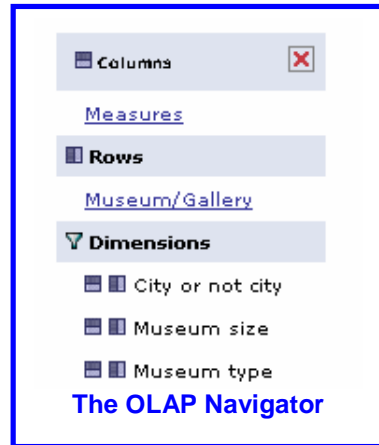 Columns
Measures
Rows
Museum/Gallery
Dimensions
City or not city
Museum size
Museum type
The OLAP Navigator